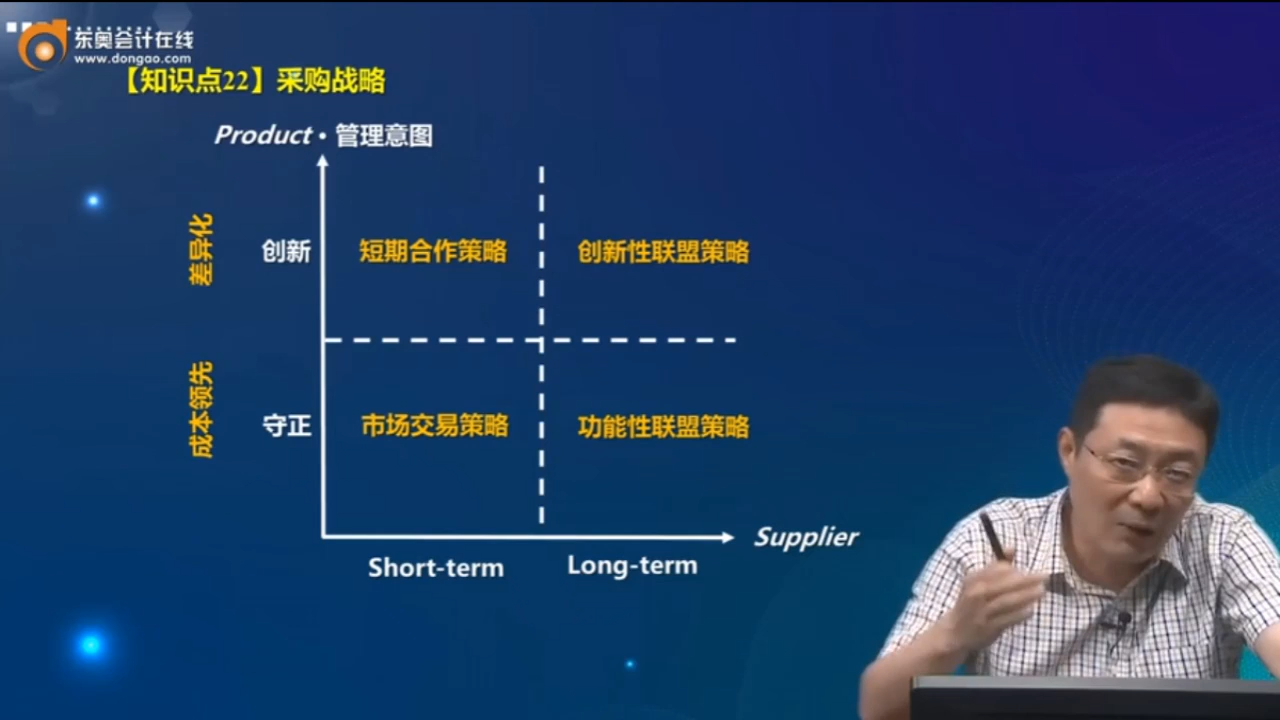 东奥会计在线
www.dongao.com
【知识点22】采购战略
Product · 管理意图
差异化
创新
短期合作策略
创新性联盟策略
成本领先
守正
市场交易策略
功能性联盟策略
Supplier
Short-term
Long-term